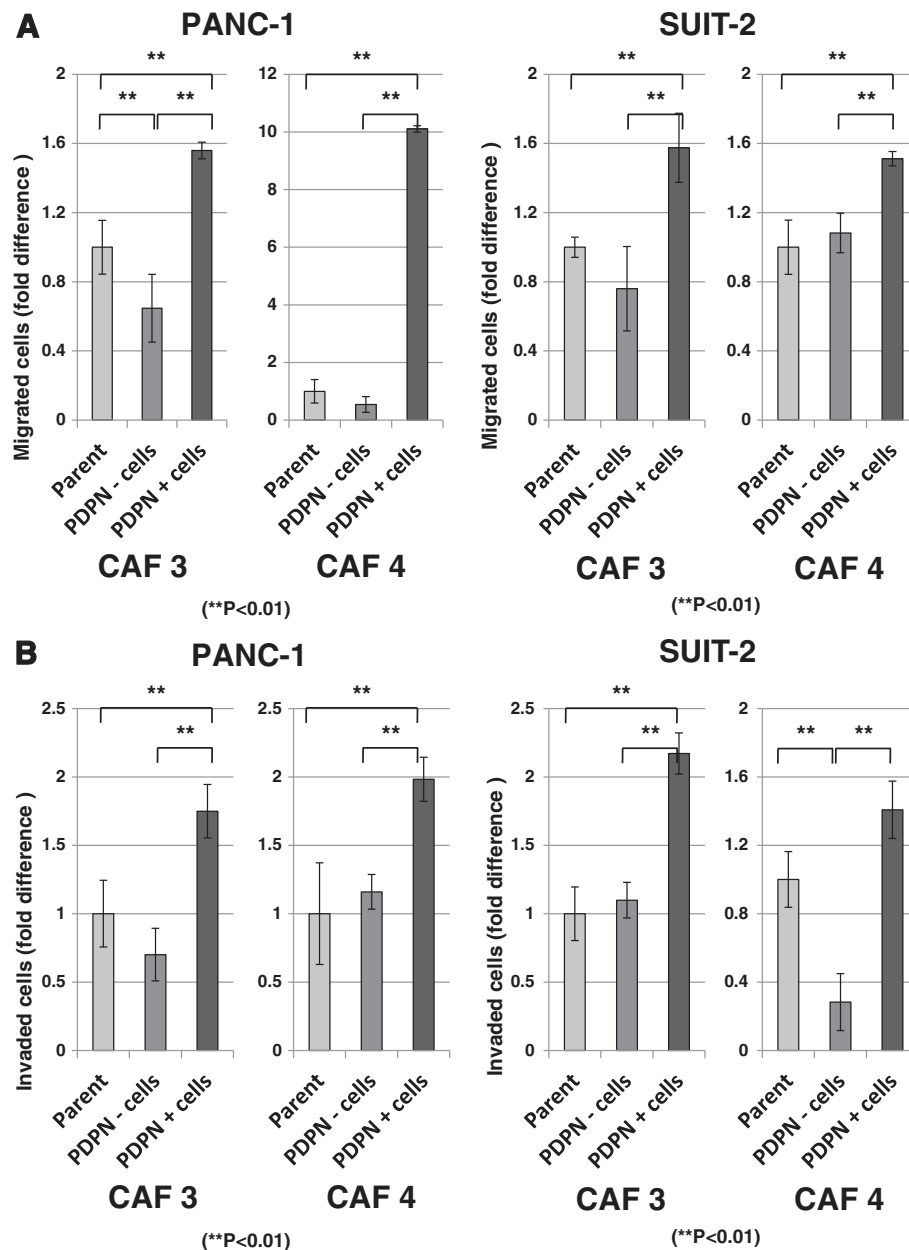 A
PANC-1
SUIT-2
Migrated cells (fold difference )
2
1.6
1.2
0.8
0.4
0
**
**
**
Parent
PDPN - cells
PDPN + cells
CAF 3
12
10
8
6
4
2
0
**
**
Parent
PDPN - cells
PDPN + cells
CAF 4
(**P<0.01)
Migrated cells (fold difference )
2
1.6
1.2
0.8
0.4
0
**
**
Parent
PDPN - cells
PDPN + cells
CAF 3
2
1.6
1.2
0.8
0.4
0
**
**
Parent
PDPN - cells
PDPN + cells
CAF 4
(**P<0.01)
B
PANC-1
SUIT-2
Invaded cells (fold difference )
2.5
2
1.5
1
0.5
0
**
**
Parent
PDPN - cells
PDPN + cells
CAF 3
2.5
2
1.5
1
0.5
0
**
**
Parent
PDPN - cells
PDPN + cells
CAF 4
(**P<0.01)
Invaded cells (fold difference )
2.5
2
1.5
1
0.5
0
**
**
Parent
PDPN - cells
PDPN + cells
CAF 3
2
1.6
1.2
0.8
0.4
0
**
**
Parent
PDPN - cells
PDPN + cells
CAF 4
(**P<0.01)